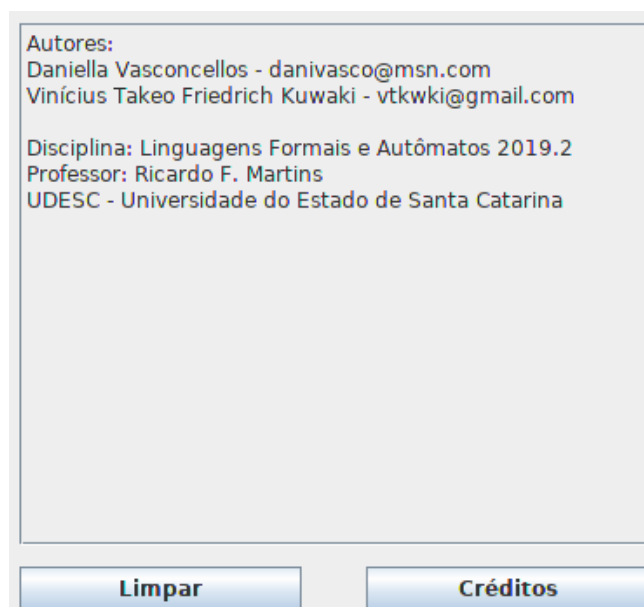 Autores:
Daniella Vasconcellos - danivasco@msn.com
Vinícius Takeo Friedrich Kuwaki - vtkwki@gmail.com
Disciplina: Linguagens Formais e Autômatos 2019.2
Professor: Ricardo F. Martins
UDESC - Universidade do Estado de Santa Catarina
Limpar
Créditos